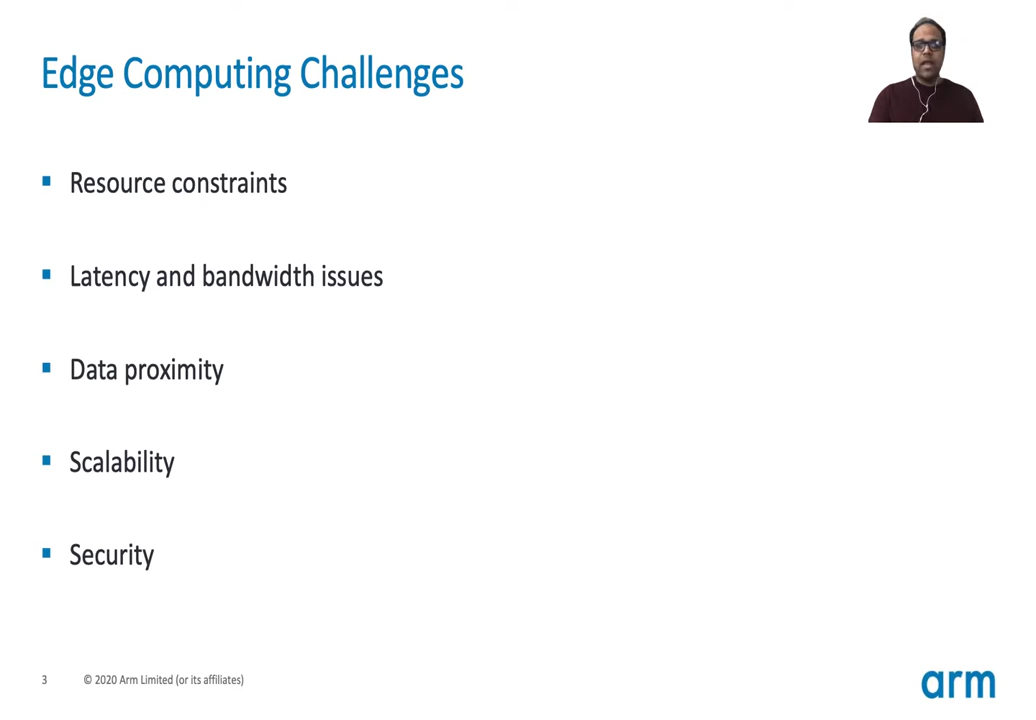 Edge Computing Challenges
Resource constraints
Latency and bandwidth issues
Data proximity
Scalability
Security
3 © 2020 Arm Limited (or its affiliates)
arm